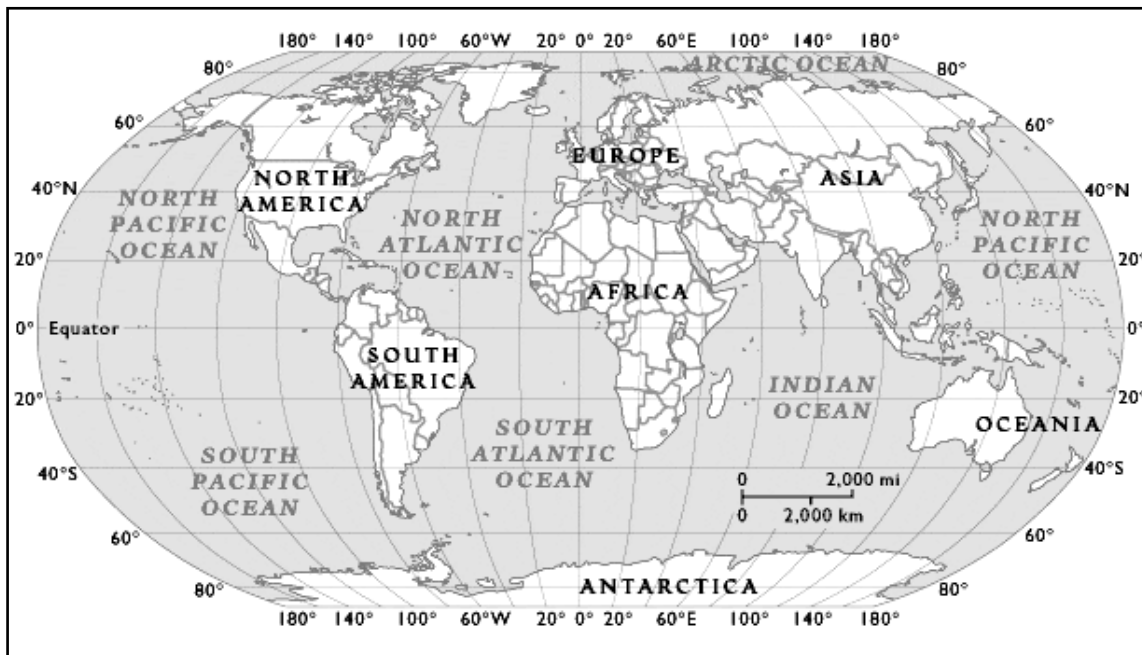 180° 140° 100° 60°W 20° 0° 20° 60°E 100° 140° 180°
80° ARCTIC OCEAN 80°
60° 60°
EUROPE
NORTH
AMERICA
ASIA
40°N 40°N
NORTH
PACIFIC
OCEAN
NORTH
ATLANTIC
OCEAN
NORTH
PACIFIC
OCEAN
20° 20°
AFRICA
0° Equator 0°
SOUTH
AMERICA
INDIAN
OCEAN
20° 20°
OCEANIA
SOUTH
ATLANTIC
OCEAN
40°S 40°S
SOUTH
PACIFIC
OCEAN
0 2,000 mi
0 2,000 km
60° 60°
80° ANTARCTICA 80°
180° 140° 100° 60°W 20° 0° 20° 60°E 100° 140° 180°